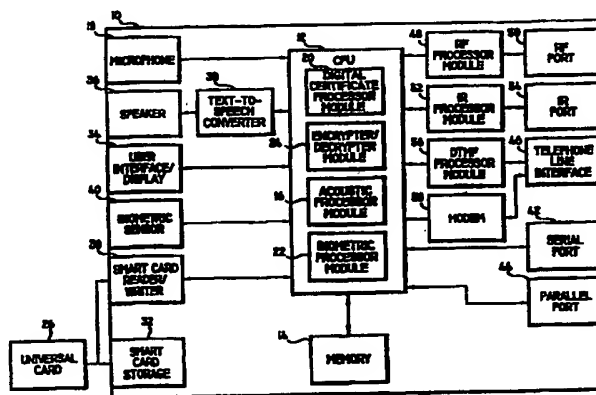 10
18
MICROPHONE
36
SPEAKER
38
TEXT-TO-
SPEECH
CONVERTER
34
USER
INTERFACE/
DISPLAY
40
BIOMETRIC
SENSOR
SMART CARD
READER/
WRITER
26
UNIVERSAL
CARD
32
SMART
CARD
STORAGE
12
CPU
20
DIGITAL
CERTIFICATE
PROCESSOR
MODULE
24
ENCRYPTER/
DECRYPTER
MODULE
16
ACOUSTIC
PROCESSOR
MODULE
22
BIOMETRIC
PROCESSOR
MODULE
14
MEMORY
48
RF
PROCESSOR
MODULE
50
RF
PORT
52
IR
PROCESSOR
MODULE
54
IR
PORT
56
DTMF
PROCESSOR
MODULE
TELEPHONE
LINE
INTERFACE
MODEM
42
SERIAL
PORT
44
PARALLEL
PORT